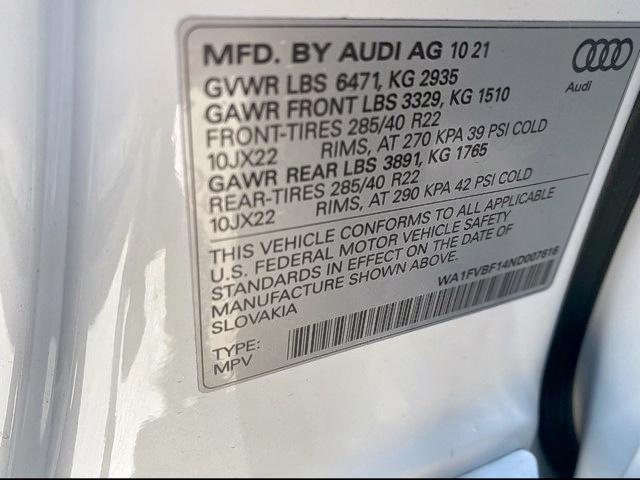 MFD. BY AUDI AG 10 21
Audi
GVWR LBS 6471, KG 2935
GAWR FRONT LBS 3329, KG 1510
FRONT-TIRES 285/40 R22
10JX22 RIMS, AT 270 KPA 39 PSI COLD
GAWR REAR LBS 3891, KG 1765
REAR-TIRES 285/40 R22
10JX22 RIMS, AT 290 KPA 42 PSI COLD
THIS VEHICLE CONFORMS TO ALL APPLICABLE
U.S. FEDERAL MOTOR VEHICLE SAFETY
STANDARDS IN EFFECT ON THE DATE OF
MANUFACTURE SHOWN ABOVE.
SLOVAKIA
WA1FVBF14ND007616
TYPE:
MPV